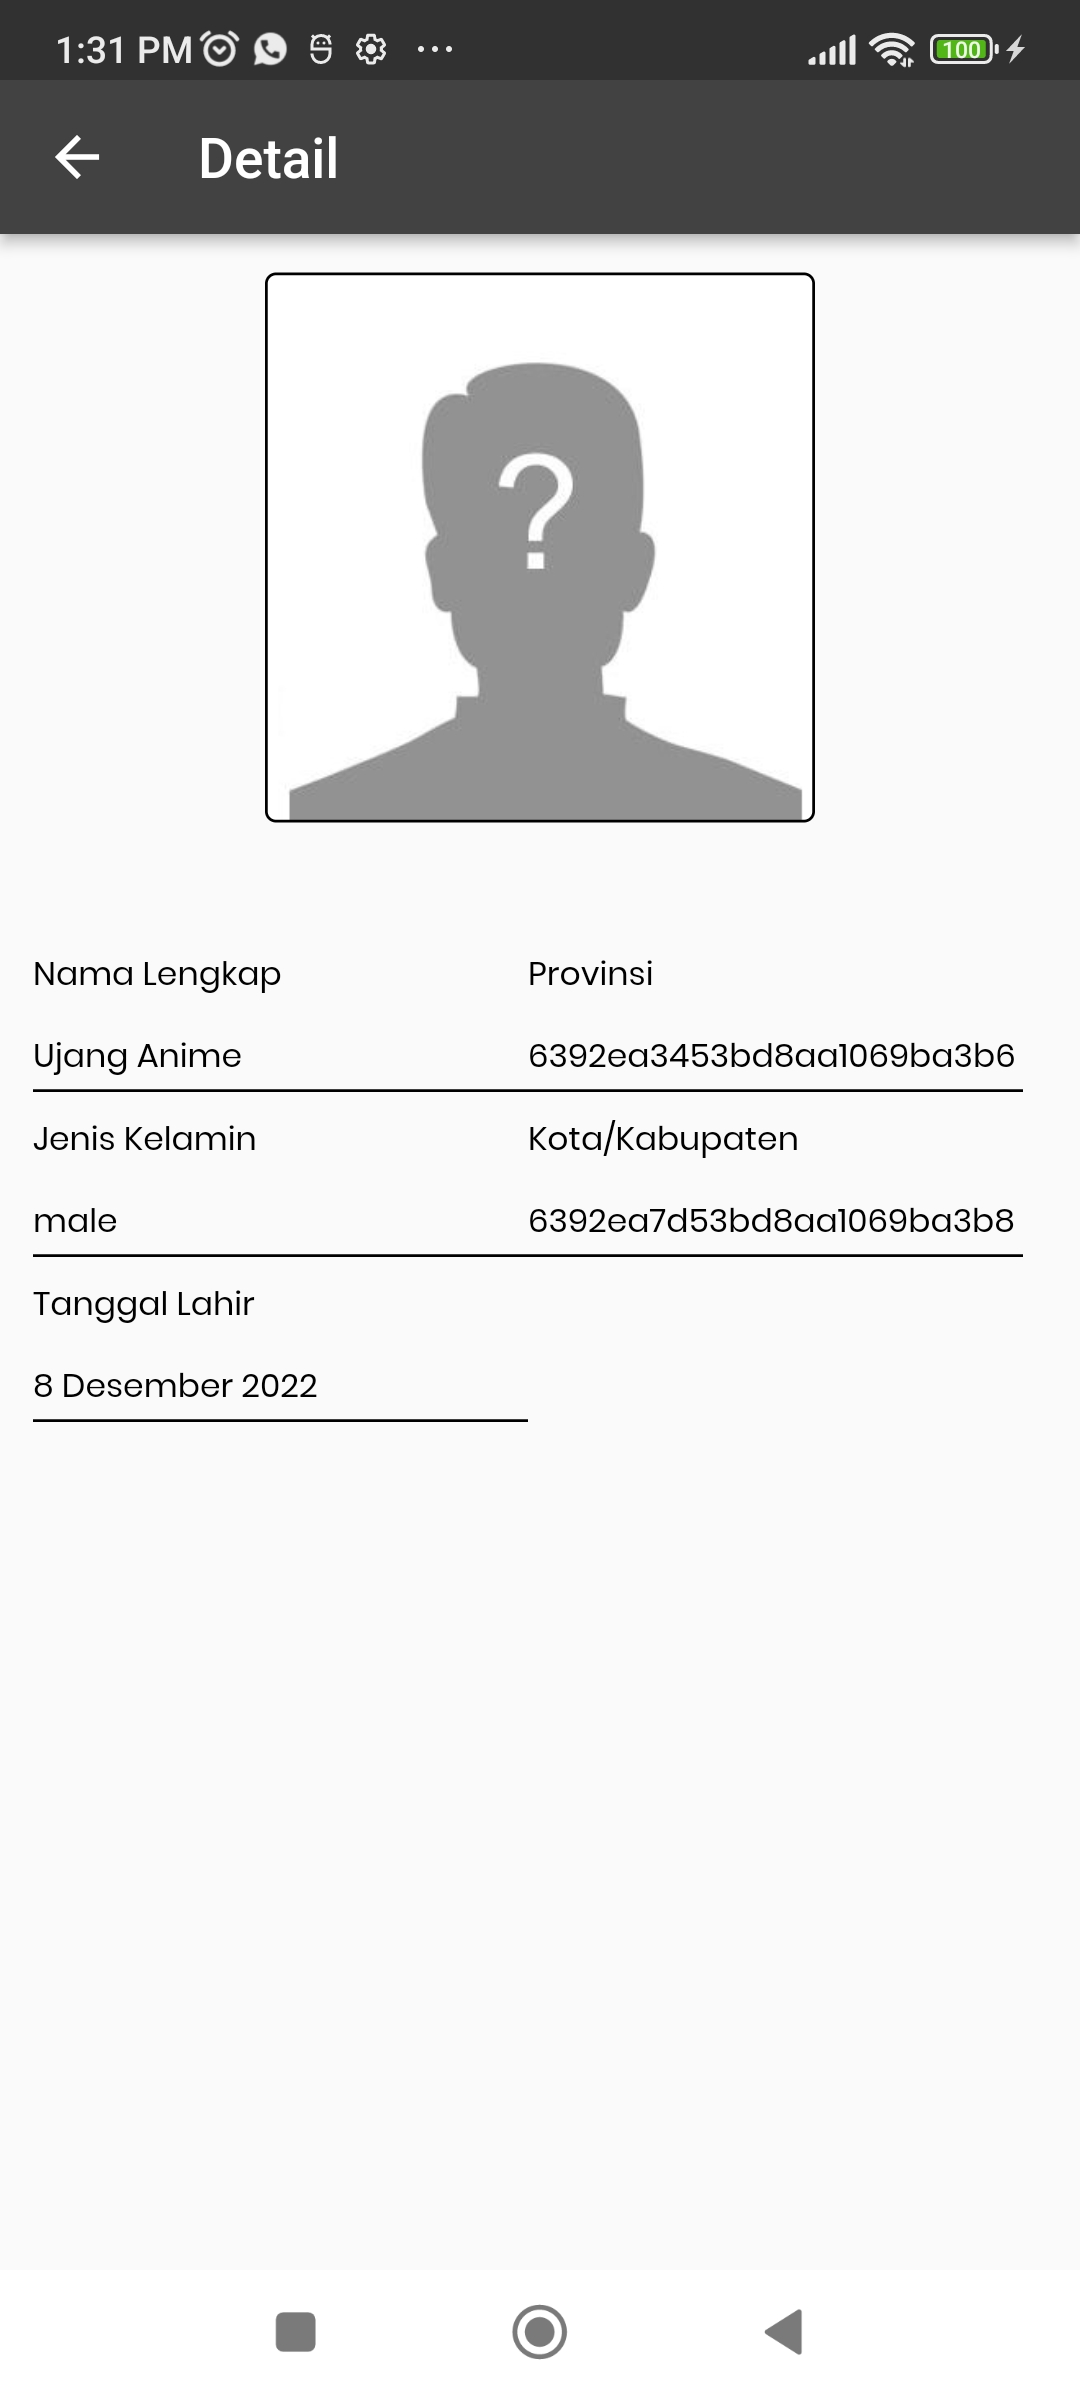 1:31 PM
100
Detail
?
Nama Lengkap
Provinsi
Ujang Anime
6392ea3453bd8aa1069ba3b6
Jenis Kelamin
Kota/Kabupaten
male
6392ea7d53bd8aa1069ba3b8
Tanggal Lahir
8 Desember 2022